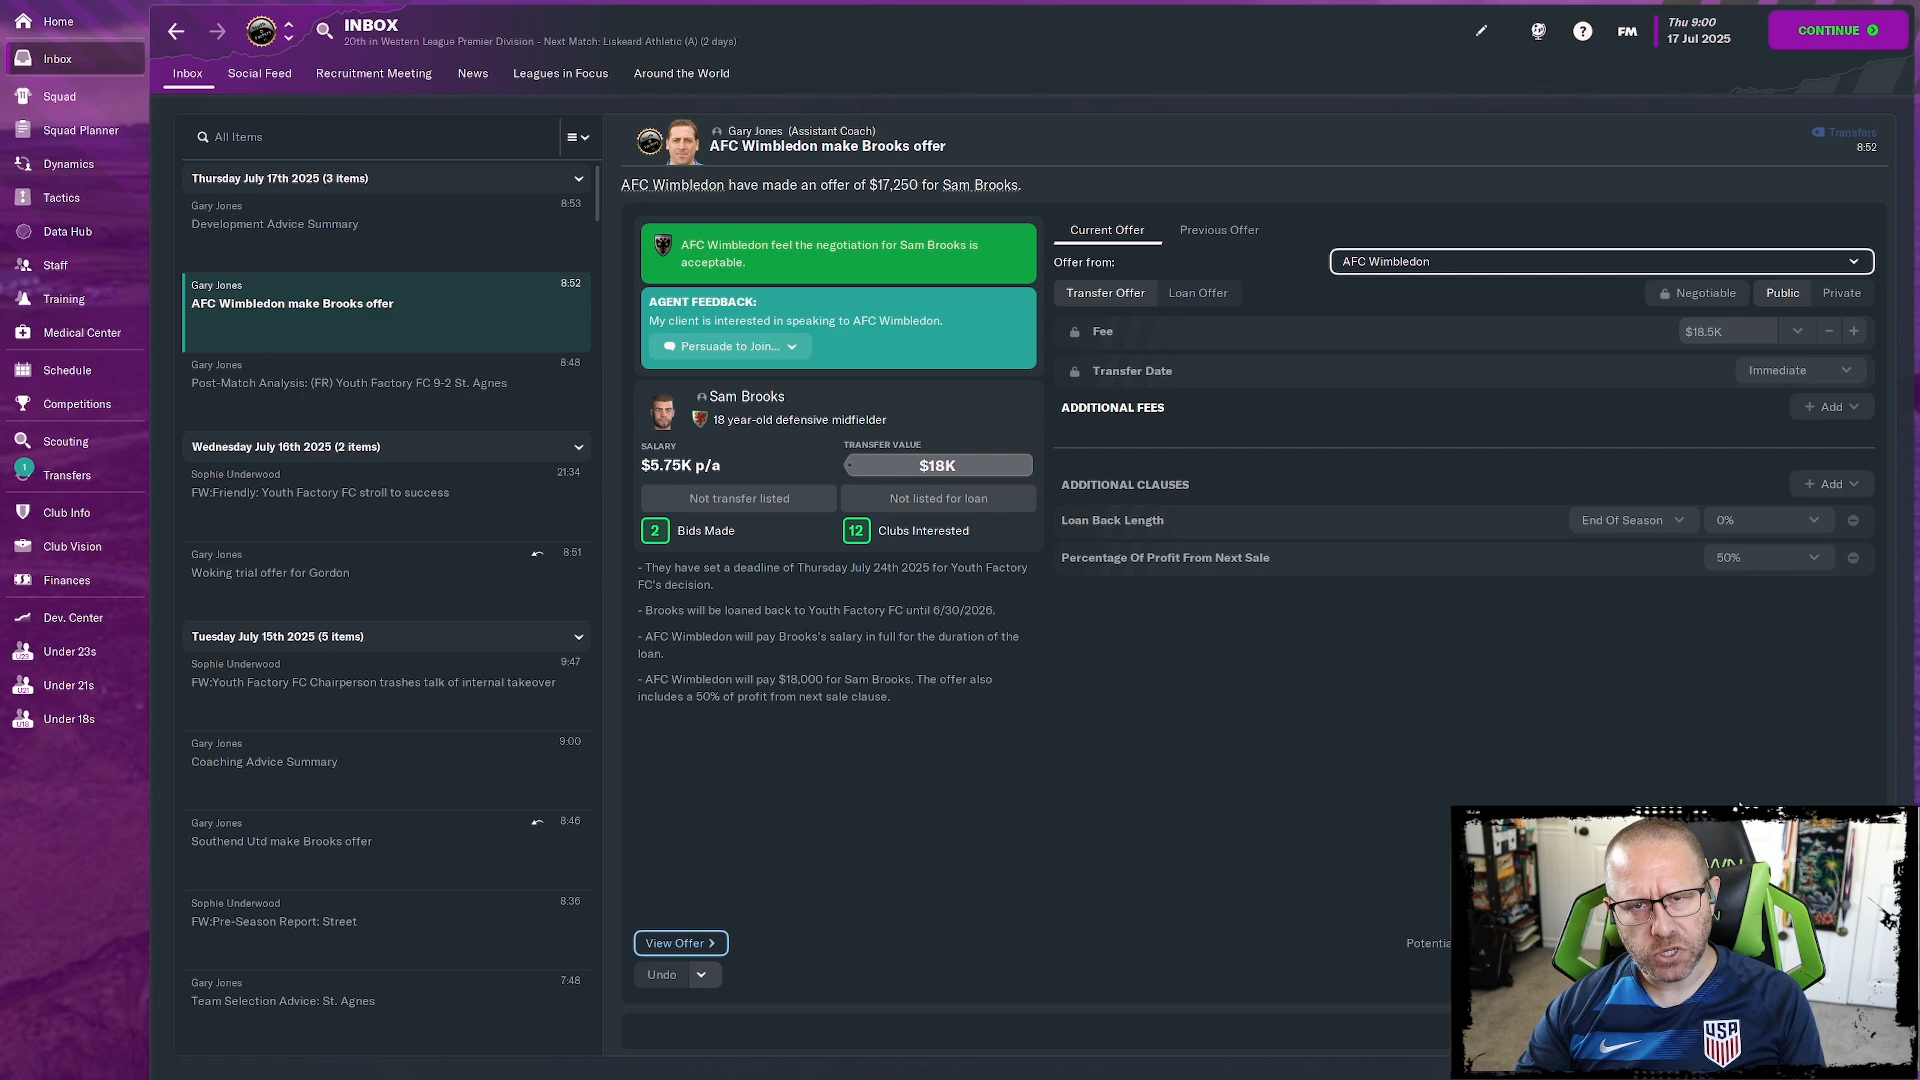 Home
Inbox
Squad
Squad Planner
Dynamics
Tactics
Data Hub
Staff
Training
Medical Center
Schedule
Competitions
Scouting
1
Transfers
Club Info
Club Vision
Finances
Dev. Center
U23
Under 23s
U21
Under 21s
U18
Under 18s
INBOX
20th in Western League Premier Division - Next Match: Liskeard Athletic (A) (2 days)
FM
Thu 9:00
17 Jul 2025
CONTINUE
Inbox
Social Feed
Recruitment Meeting
News
Leagues in Focus
Around the World
All Items
Thursday July 17th 2025 (3 items)
Gary Jones
8:53
Development Advice Summary
Gary Jones
8:52
AFC Wimbledon make Brooks offer
Gary Jones
8:48
Post-Match Analysis: (FR) Youth Factory FC 9-2 St. Agnes
Wednesday July 16th 2025 (2 items)
Sophie Underwood
21:34
FW:Friendly: Youth Factory FC stroll to success
Gary Jones
8:51
Woking trial offer for Gordon
Tuesday July 15th 2025 (5 items)
Sophie Underwood
9:47
FW:Youth Factory FC Chairperson trashes talk of internal takeover
Gary Jones
9:00
Coaching Advice Summary
Gary Jones
8:46
Southend Utd make Brooks offer
Sophie Underwood
8:36
FW:Pre-Season Report: Street
Gary Jones
7:48
Team Selection Advice: St. Agnes
Gary Jones (Assistant Coach)
AFC Wimbledon make Brooks offer
Transfers
8:52
AFC Wimbledon have made an offer of $17,250 for Sam Brooks.
AFC Wimbledon feel the negotiation for Sam Brooks is
acceptable.
AGENT FEEDBACK:
My client is interested in speaking to AFC Wimbledon.
Persuade to Join...
Sam Brooks
18 year-old defensive midfielder
SALARY
$5.75K p/a
TRANSFER VALUE
$18K
Not transfer listed
Not listed for loan
2 Bids Made
12 Clubs Interested
- They have set a deadline of Thursday July 24th 2025 for Youth Factory
FC's decision.
- Brooks will be loaned back to Youth Factory FC until 6/30/2026.
- AFC Wimbledon will pay Brooks's salary in full for the duration of the
loan.
- AFC Wimbledon will pay $18,000 for Sam Brooks. The offer also
includes a 50% of profit from next sale clause.
View Offer
Undo
Current Offer
Previous Offer
Offer from:
AFC Wimbledon
Transfer Offer
Loan Offer
Negotiable
Public
Private
Fee
$18.5K
Transfer Date
Immediate
ADDITIONAL FEES
+ Add
ADDITIONAL CLAUSES
+ Add
Loan Back Length
End Of Season
0%
Percentage Of Profit From Next Sale
50%
USA